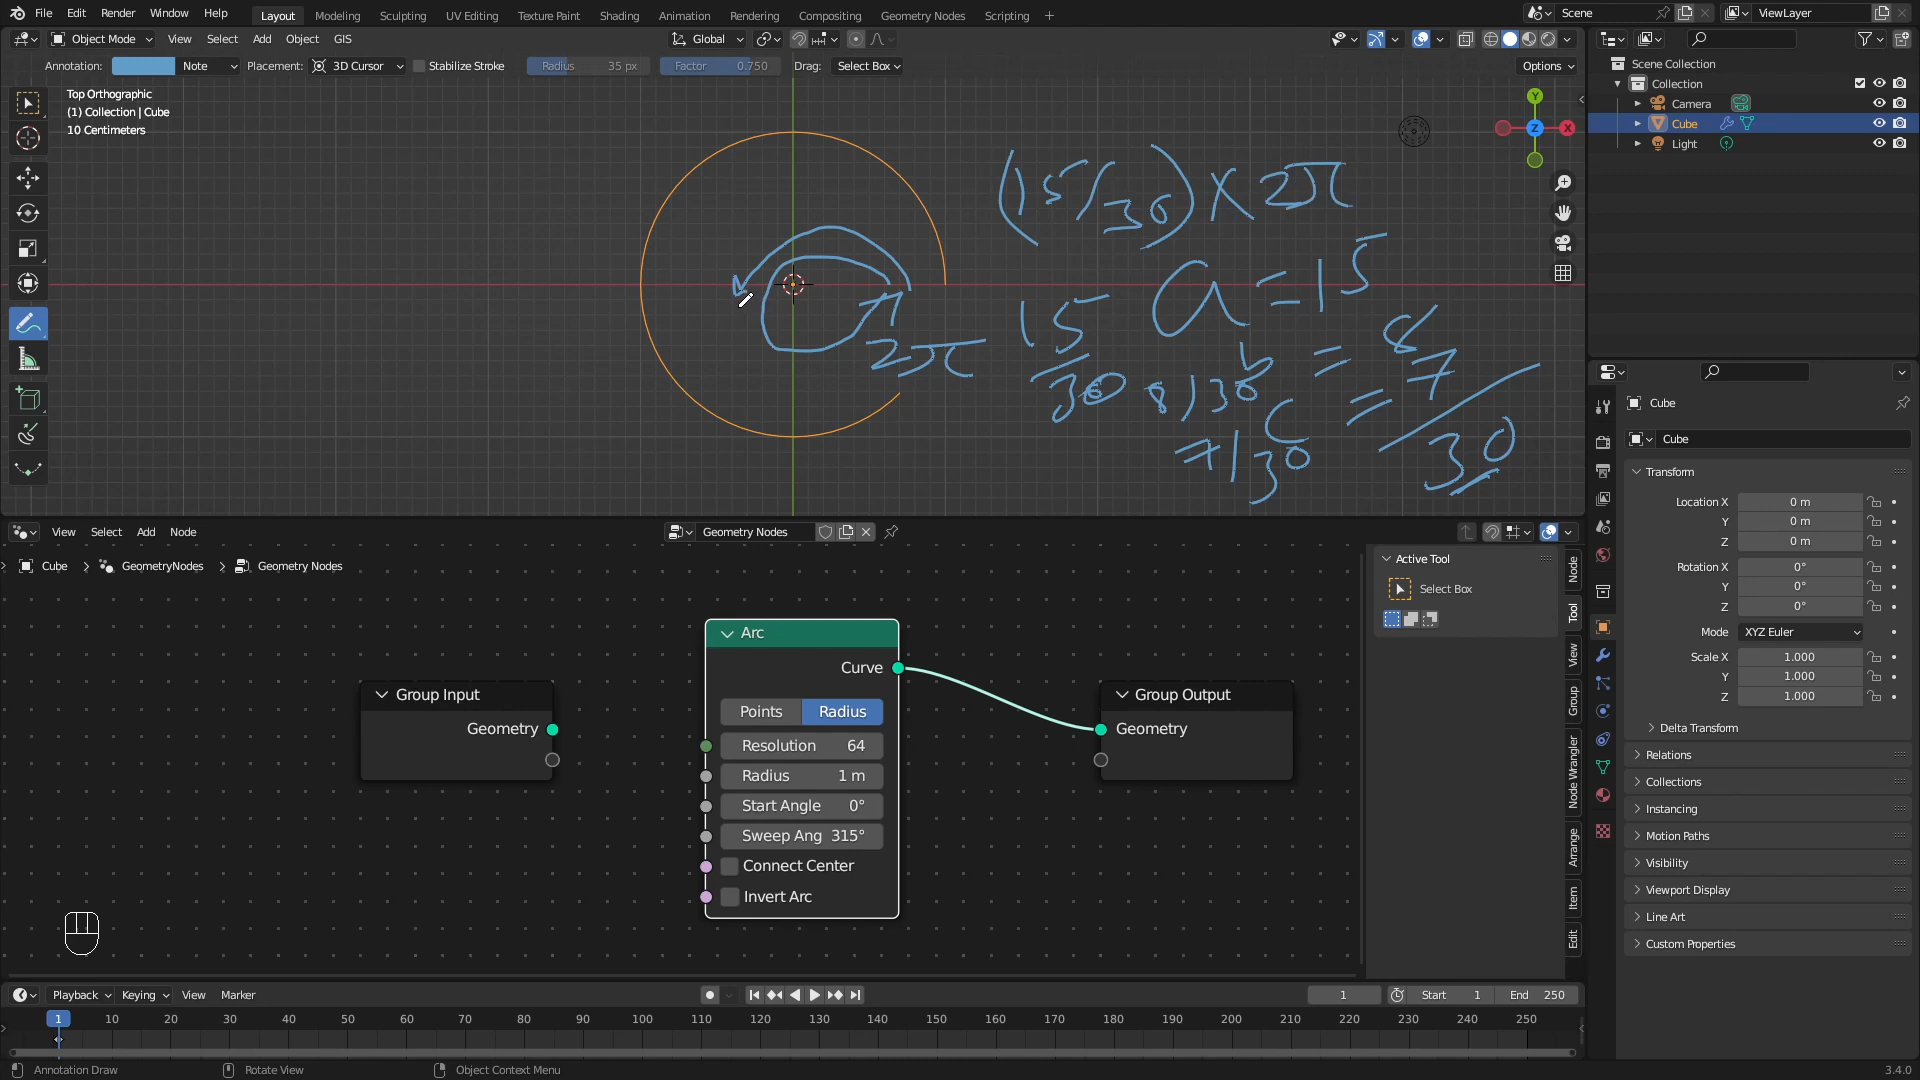 File Edit Render Window Help Layout Modeling Sculpting UV Editing Texture Paint Shading Animation Rendering Compositing Geometry Nodes Scripting + Scene ViewLayer
Object Mode View Select Add Object GIS Global
Annotation: Note Placement: 3D Cursor Stabilize Stroke Radius 35 px Factor 0.750 Drag: Select Box Options
Top Orthographic
(1) Collection | Cube
10 Centimeters
Y
Z
X
(15/30) X 2π
a = 15
15/30
b = 8
8/30
c = 7
7/30
30
2π
Scene Collection
Collection
Camera
Cube
Light
Cube
Cube
Transform
Location X 0 m
Y 0 m
Z 0 m
Rotation X 0°
Y 0°
Z 0°
Mode XYZ Euler
Scale X 1.000
Y 1.000
Z 1.000
Delta Transform
Relations
Collections
Instancing
Motion Paths
Visibility
Viewport Display
Line Art
Custom Properties
View Select Add Node Geometry Nodes
Cube > GeometryNodes > Geometry Nodes
Group Input
Geometry
Arc
Curve
Points Radius
Resolution 64
Radius 1 m
Start Angle 0°
Sweep Ang 315°
Connect Center
Invert Arc
Group Output
Geometry
Active Tool
Select Box
Node
Tool
View
Group
Node Wrangler
Arrange
Item
Edit
Playback Keying View Marker 1 Start 1 End 250
1 10 20 30 40 50 60 70 80 90 100 110 120 130 140 150 160 170 180 190 200 210 220 230 240 250
Annotation Draw Rotate View Object Context Menu 3.4.0